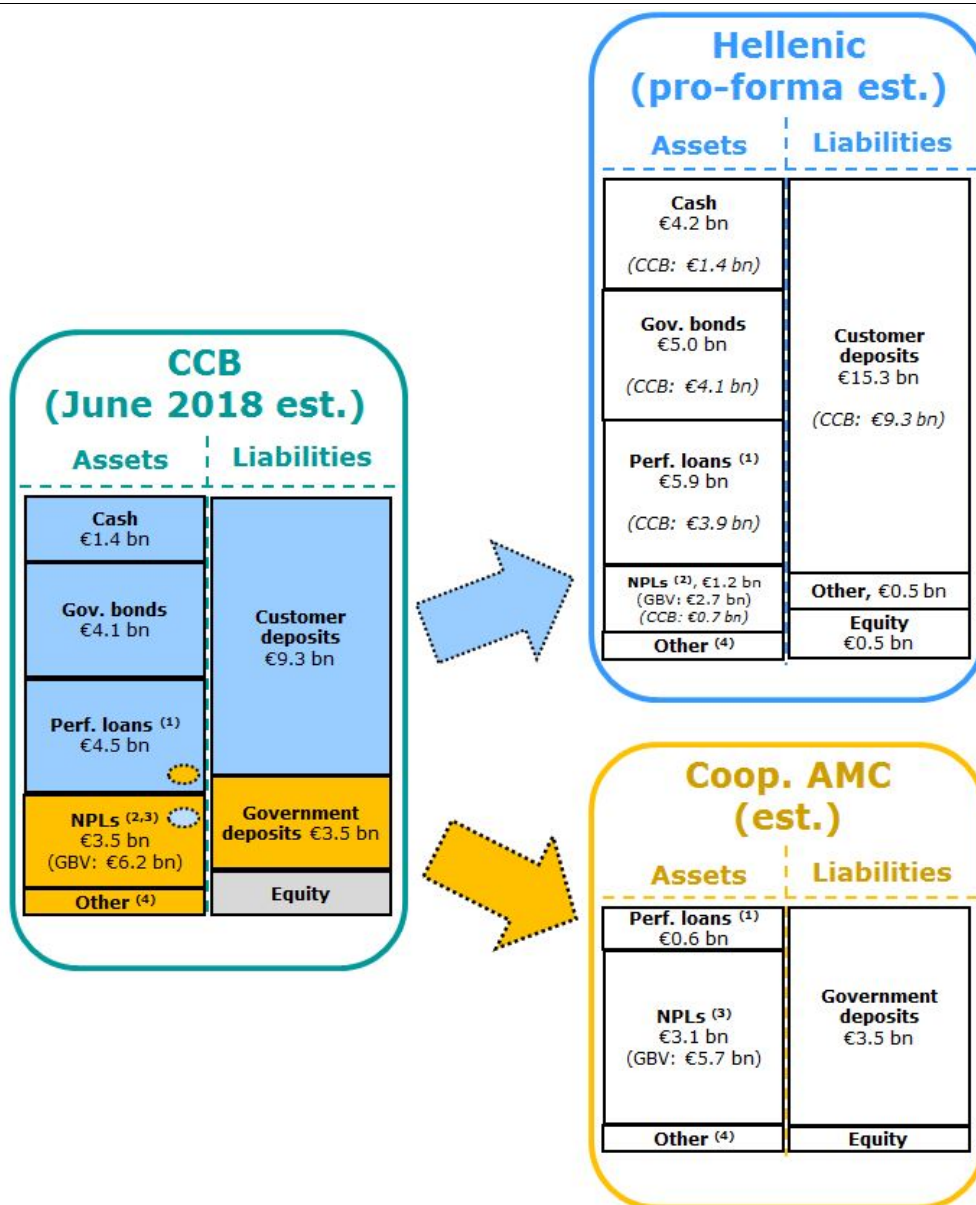 Hellenic
(pro-forma est.)
Assets
Liabilities
Cash
€4.2 bn
(CCB: €1.4 bn)
Gov. bonds
€5.0 bn
(CCB: €4.1 bn)
Perf. loans (1)
€5.9 bn
(CCB: €3.9 bn)
NPLs (2), €1.2 bn
(GBV: €2.7 bn)
(CCB: €0.7 bn)
Other (4)
Customer
deposits
€15.3 bn
(CCB: €9.3 bn)
Other, €0.5 bn
Equity
€0.5 bn
CCB
(June 2018 est.)
Assets
Liabilities
Cash
€1.4 bn
Gov. bonds
€4.1 bn
Perf. loans (1)
€4.5 bn
NPLs (2,3)
€3.5 bn
(GBV: €6.2 bn)
Other (4)
Customer
deposits
€9.3 bn
Government
deposits €3.5 bn
Equity
Coop. AMC
(est.)
Assets
Liabilities
Perf. loans (1)
€0.6 bn
NPLs (3)
€3.1 bn
(GBV: €5.7 bn)
Other (4)
Government
deposits
€3.5 bn
Equity